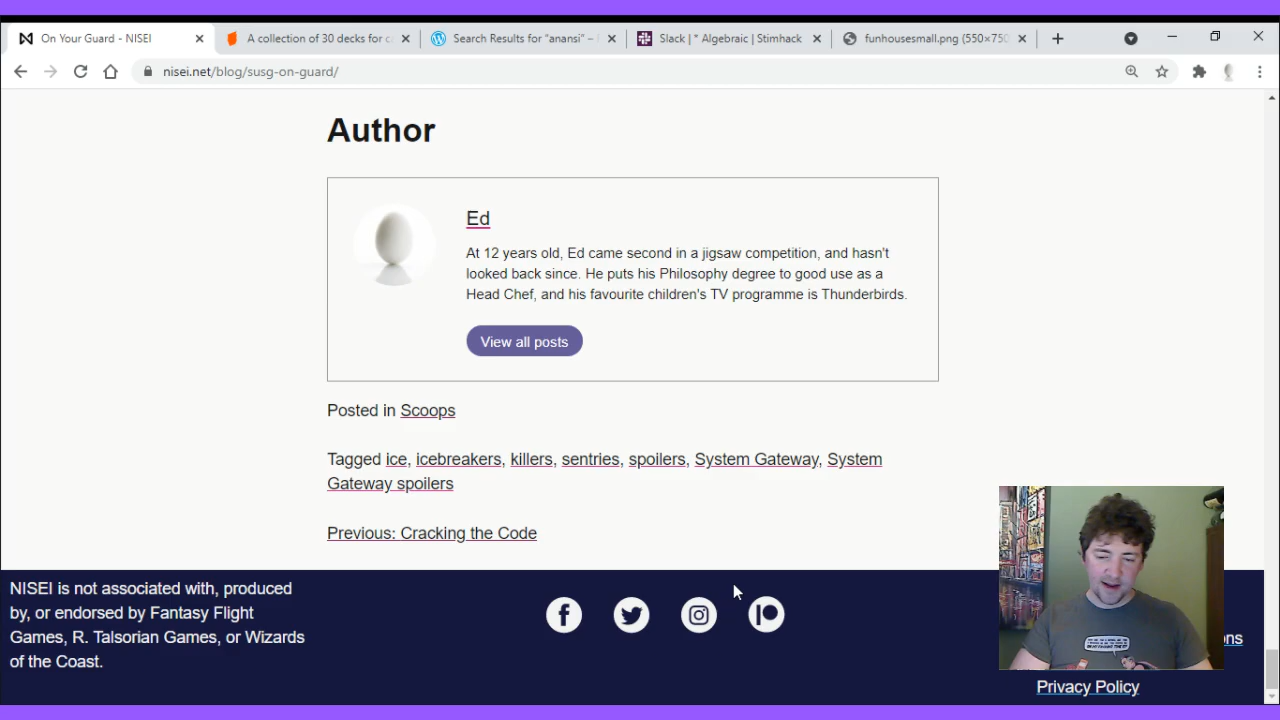 On Your Guard - NISEI
A collection of 30 decks for c
Search Results for "anansi" –
Slack | * Algebraic | Stimhack
funhousesmall.png (550×750
nisei.net/blog/susg-on-guard/
Author
Ed
At 12 years old, Ed came second in a jigsaw competition, and hasn't
looked back since. He puts his Philosophy degree to good use as a
Head Chef, and his favourite children's TV programme is Thunderbirds.
View all posts
Posted in Scoops
Tagged ice, icebreakers, killers, sentries, spoilers, System Gateway, System
Gateway spoilers
Previous: Cracking the Code
NISEI is not associated with, produced
by, or endorsed by Fantasy Flight
Games, R. Talsorian Games, or Wizards
of the Coast.
ons
Privacy Policy